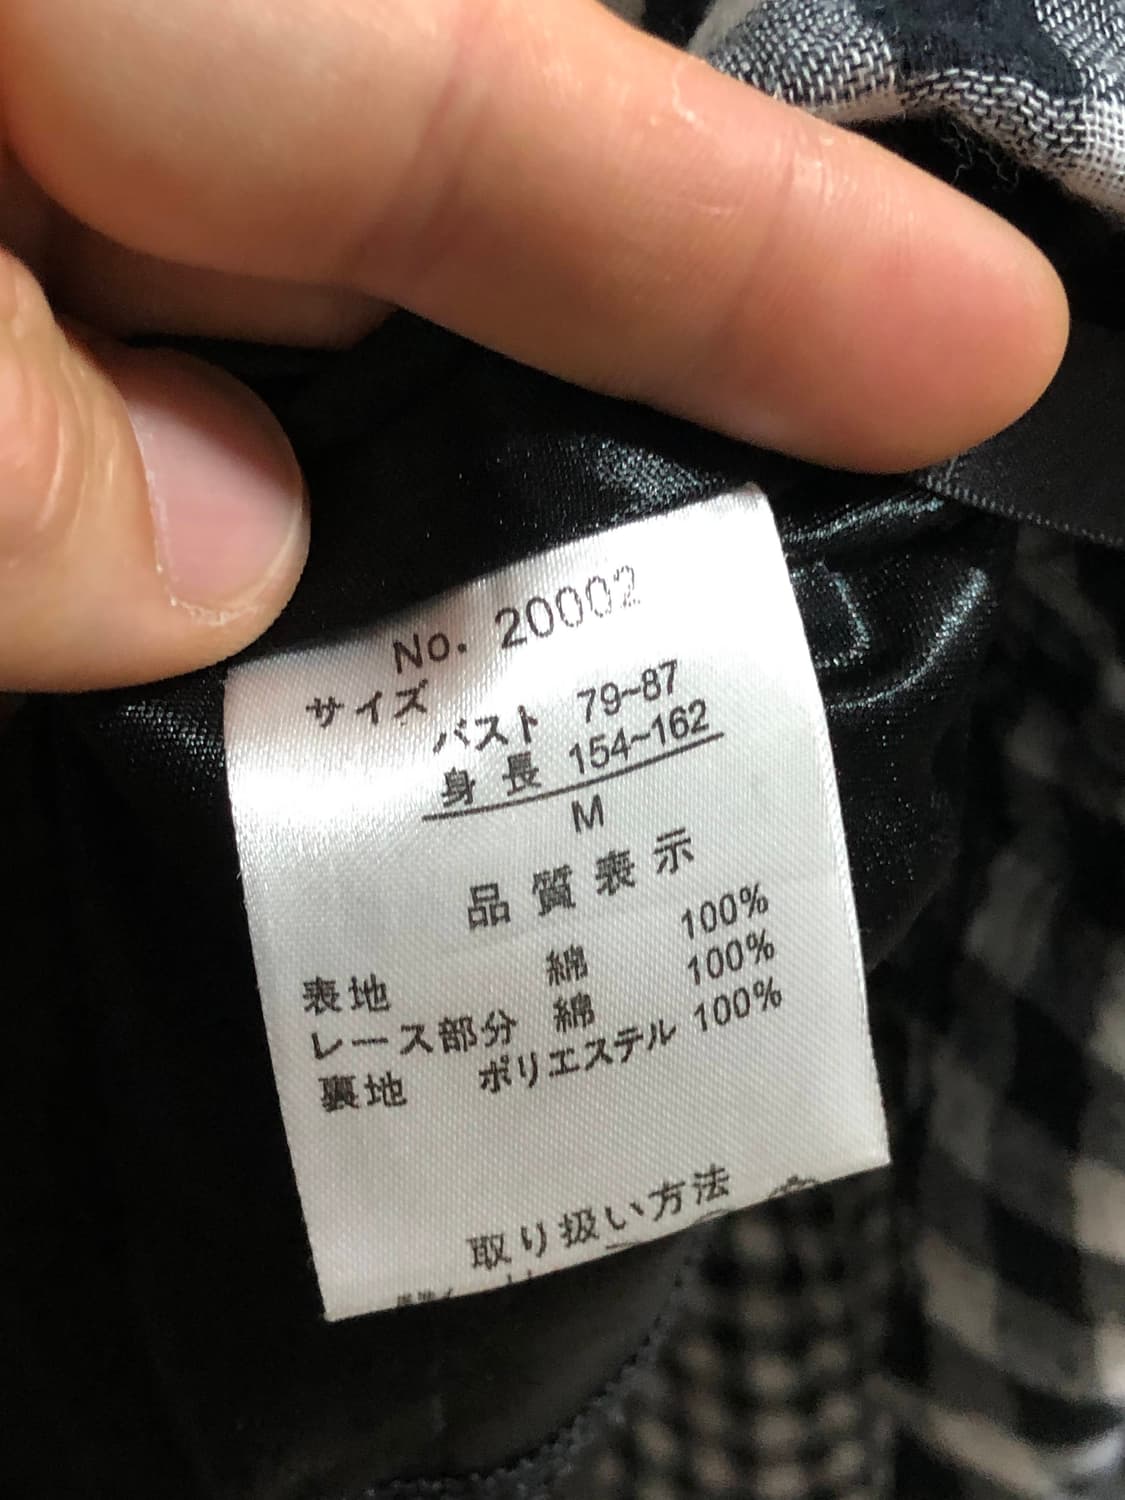 No. 20002
サイズ
バスト 79~87
身長 154~162
M
品質表示
表地 綿 100%
レース部分 綿 100%
裏地 ポリエステル 100%
取り扱い方法